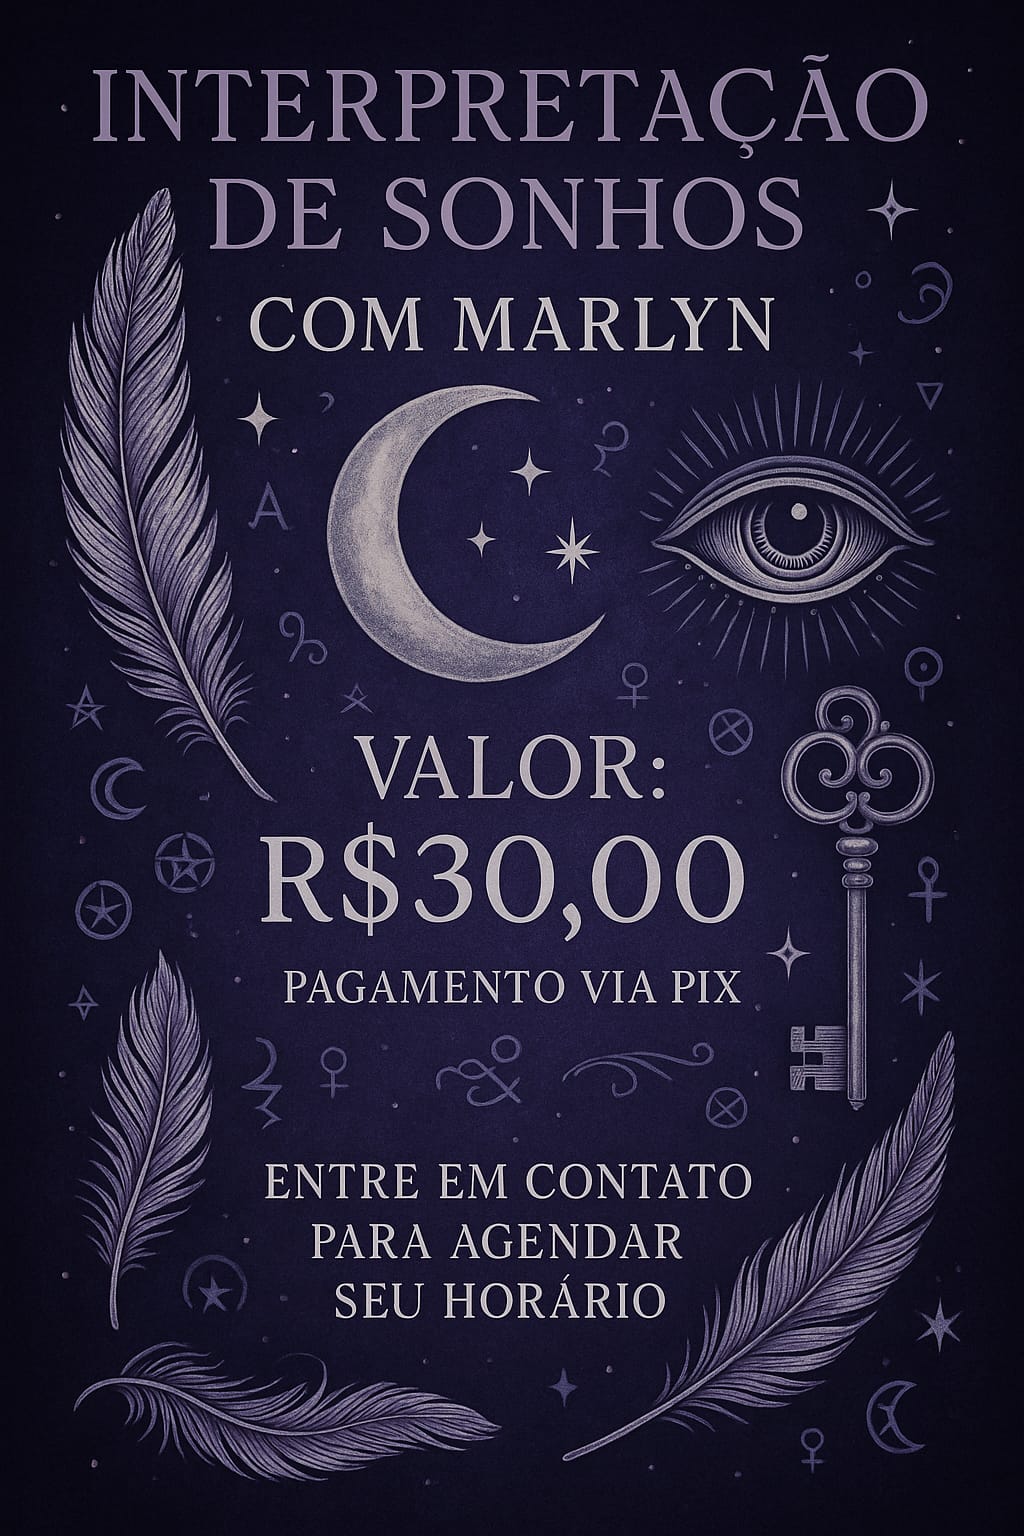 INTERPRETAÇÃO
DE SONHOS
COM MARLYN
VALOR:
R$30,00
PAGAMENTO VIA PIX
ENTRE EM CONTATO
PARA AGENDAR
SEU HORÁRIO